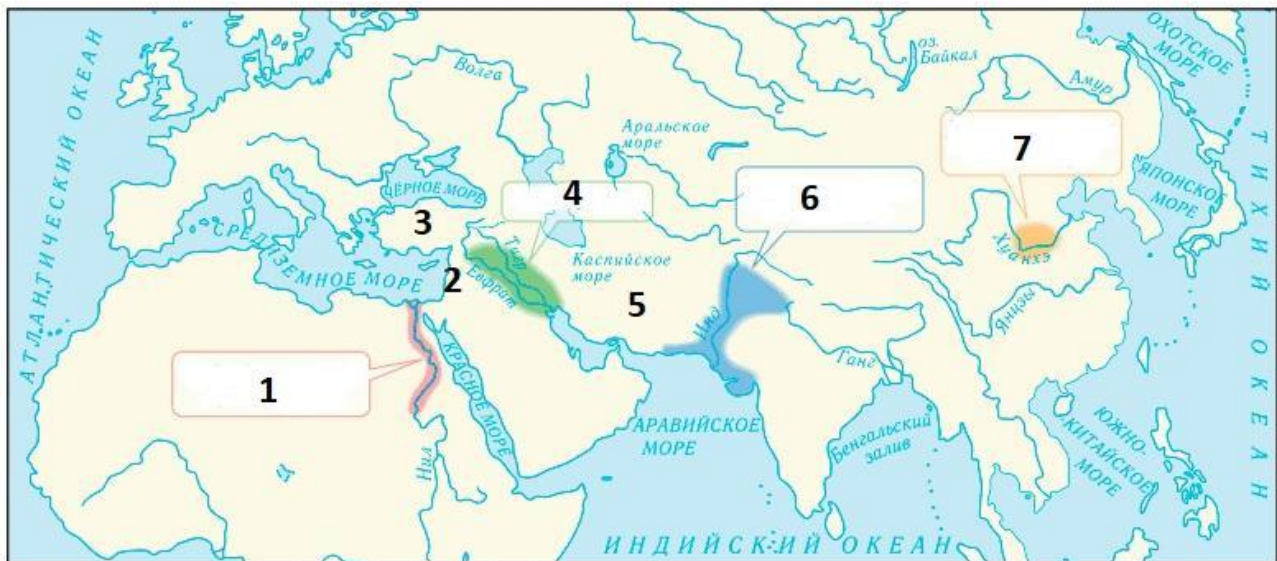 АТЛАНТИЧЕСКИЙ ОКЕАН
Волга
оз.
Байкал
Амур
ОХОТСКОЕ
МОРЕ
ТИХИЙ ОКЕАН
Аральское
море
7
ЯПОНСКОЕ
МОРЕ
ЧЁРНОЕ МОРЕ
4
6
3
СРЕДИЗЕМНОЕ МОРЕ
2
Тигр
Евфрат
Каспийское
море
5
Инд
Хуанхэ
Янцзы
Ганг
1
КРАСНОЕ МОРЕ
Нил
Ц
АРАВИЙСКОЕ
МОРЕ
Бенгальский
залив
ЮЖНО-
КИТАЙСКОЕ
МОРЕ
ИНДИЙСКИЙ ОКЕАН